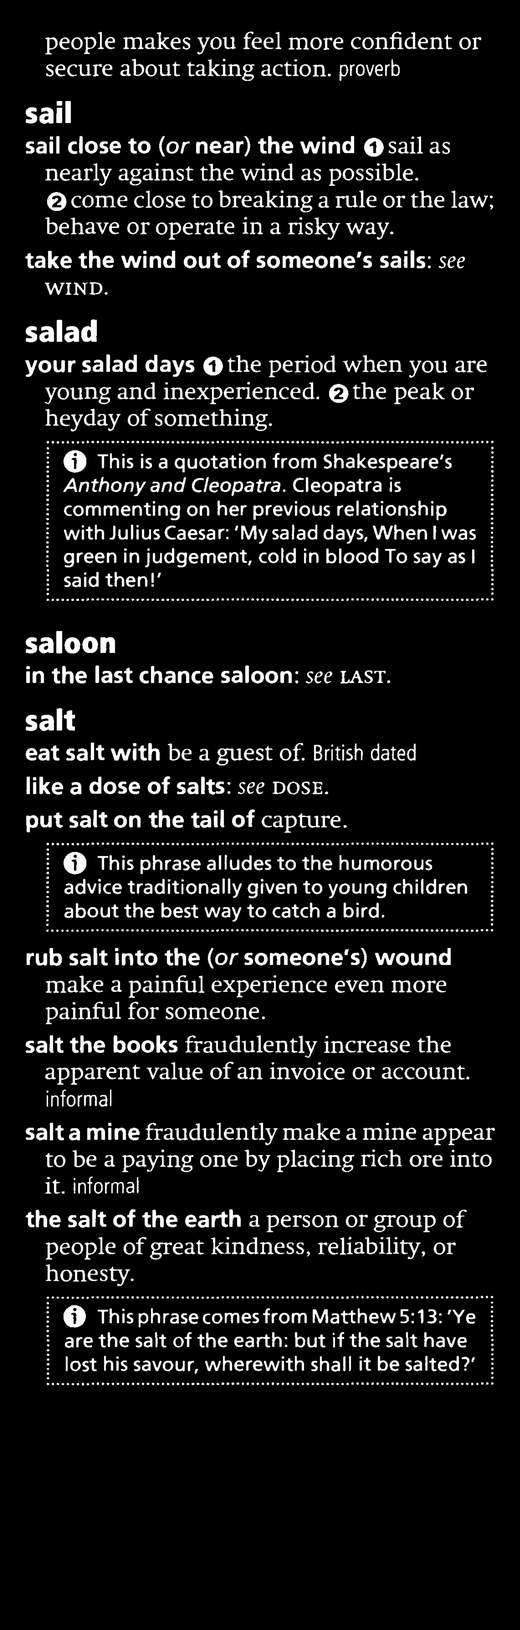 people makes you feel more confident or
secure about taking action. proverb
sail
sail close to (or near) the wind ❶ sail as
nearly against the wind as possible.
❷ come close to breaking a rule or the law;
behave or operate in a risky way.
take the wind out of someone's sails: see
WIND.
salad
your salad days ❶ the period when you are
young and inexperienced. ❷ the peak or
heyday of something.
ⓘ This is a quotation from Shakespeare's
Anthony and Cleopatra. Cleopatra is
commenting on her previous relationship
with Julius Caesar: 'My salad days, When I was
green in judgement, cold in blood To say as I
said then!'
saloon
in the last chance saloon: see LAST.
salt
eat salt with be a guest of. British dated
like a dose of salts: see DOSE.
put salt on the tail of capture.
ⓘ This phrase alludes to the humorous
advice traditionally given to young children
about the best way to catch a bird.
rub salt into the (or someone's) wound
make a painful experience even more
painful for someone.
salt the books fraudulently increase the
apparent value of an invoice or account.
informal
salt a mine fraudulently make a mine appear
to be a paying one by placing rich ore into
it. informal
the salt of the earth a person or group of
people of great kindness, reliability, or
honesty.
ⓘ This phrase comes from Matthew 5:13: 'Ye
are the salt of the earth: but if the salt have
lost his savour, wherewith shall it be salted?'